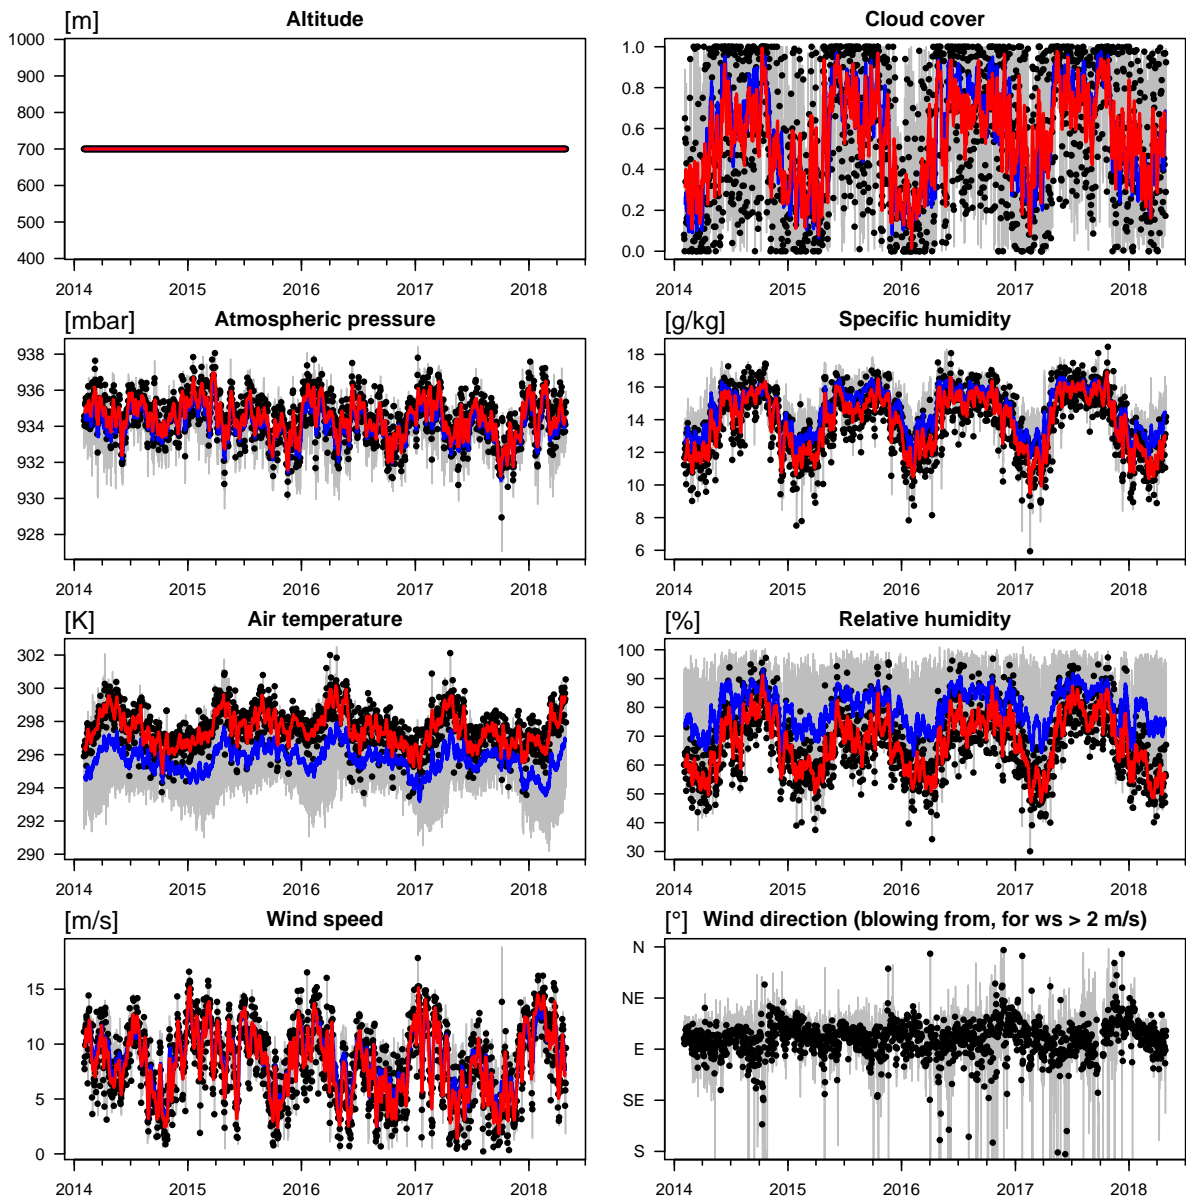 [m] Altitude
1000
900
800
700
600
500
400
2014 2015 2016 2017 2018
Cloud cover
1.0
0.8
0.6
0.4
0.2
0.0
2014 2015 2016 2017 2018
[mbar] Atmospheric pressure
938
936
934
932
930
928
2014 2015 2016 2017 2018
[g/kg] Specific humidity
18
16
14
12
10
8
6
2014 2015 2016 2017 2018
[K] Air temperature
302
300
298
296
294
292
290
2014 2015 2016 2017 2018
[%] Relative humidity
100
90
80
70
60
50
40
30
2014 2015 2016 2017 2018
[m/s] Wind speed
15
10
5
0
2014 2015 2016 2017 2018
[°] Wind direction (blowing from, for ws > 2 m/s)
N
NE
E
SE
S
2014 2015 2016 2017 2018